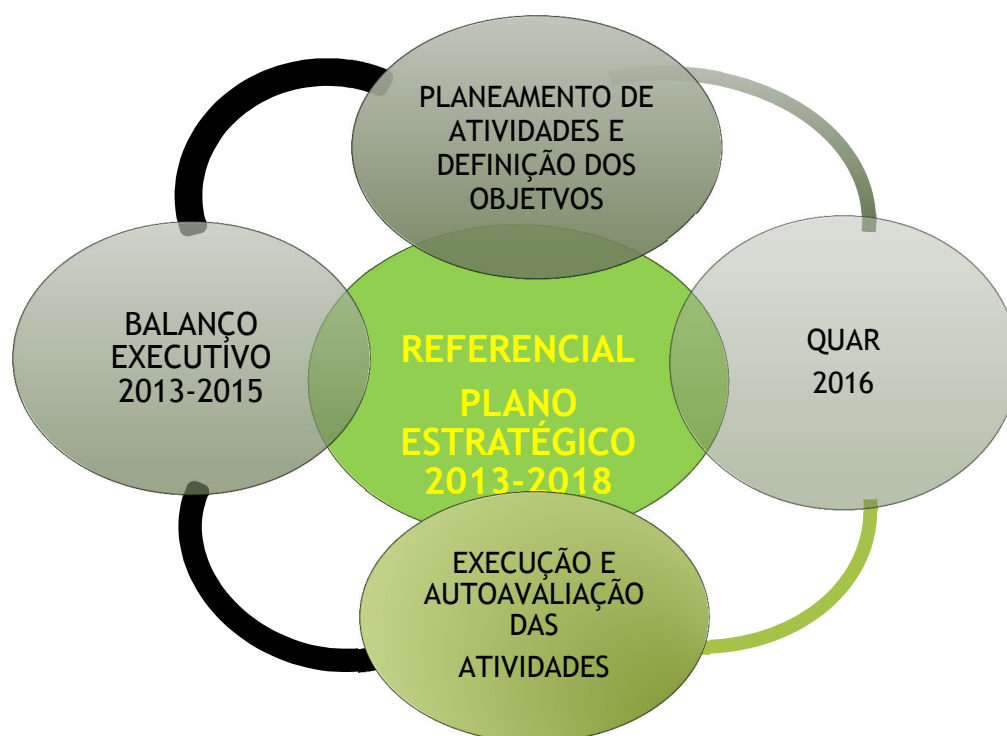 PLANEAMENTO DE
ATIVIDADES E
DEFINIÇÃO DOS
OBJETVOS
BALANÇO
EXECUTIVO
2013-2015
REFERENCIAL
PLANO
ESTRATÉGICO
2013-2018
QUAR
2016
EXECUÇÃO E
AUTOAVALIAÇÃO
DAS
ATIVIDADES